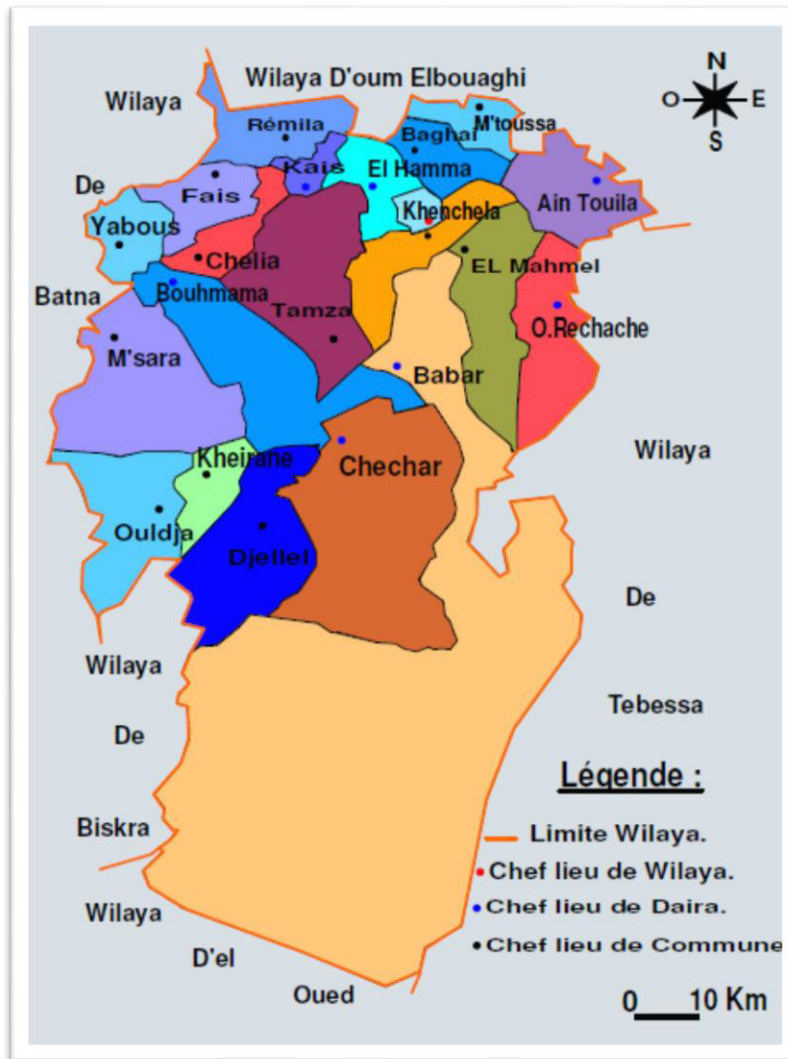 Wilaya D'oum Elbouaghi
N
O E
S
Wilaya
M'toussa
Rémila
Baghai
Kais
El Hamma
De
Fais
Ain Touila
Yabous
Khenchela
Chelia
EL Mahmel
Bouhmama
Batna
Tamza
O.Rechache
M'sara
Babar
Wilaya
Kheirane
Chechar
Ouldja
Djellel
De
Wilaya
Tebessa
De
Légende :
Biskra
Limite Wilaya.
Chef lieu de Wilaya.
Wilaya
Chef lieu de Daira.
D'el
Chef lieu de Commune
Oued
0 10 Km